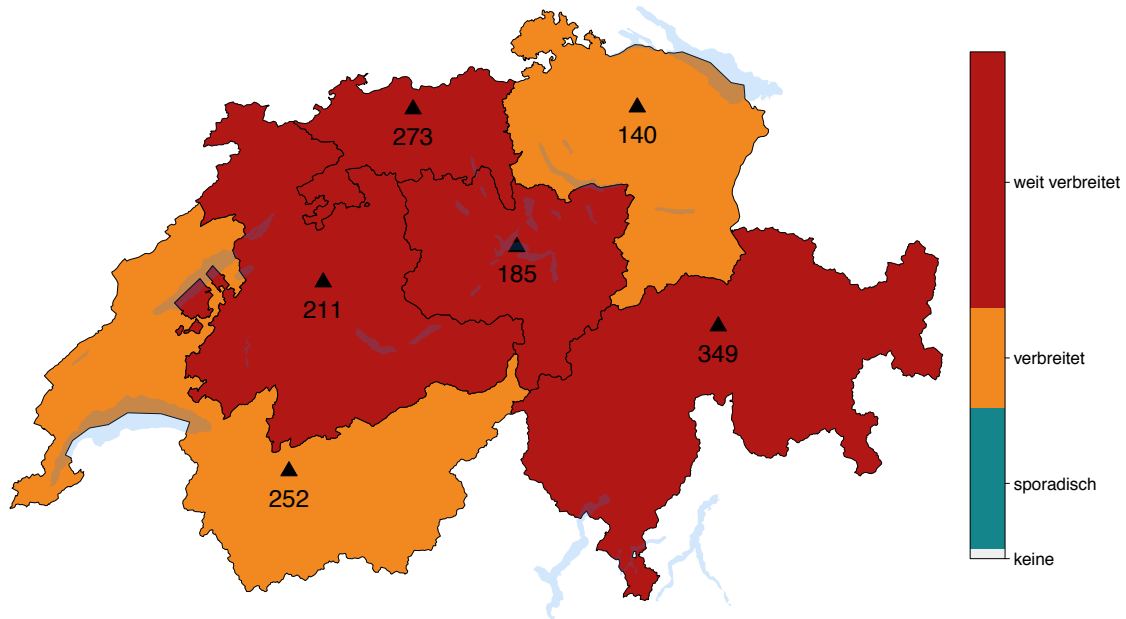 273
140
185
211
349
252
weit verbreitet
verbreitet
sporadisch
keine